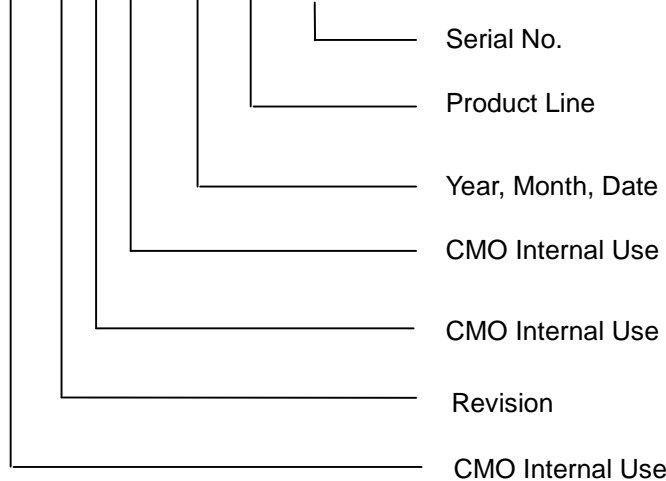 Serial No.
Product Line
Year, Month, Date
CMO Internal Use
CMO Internal Use
Revision
CMO Internal Use